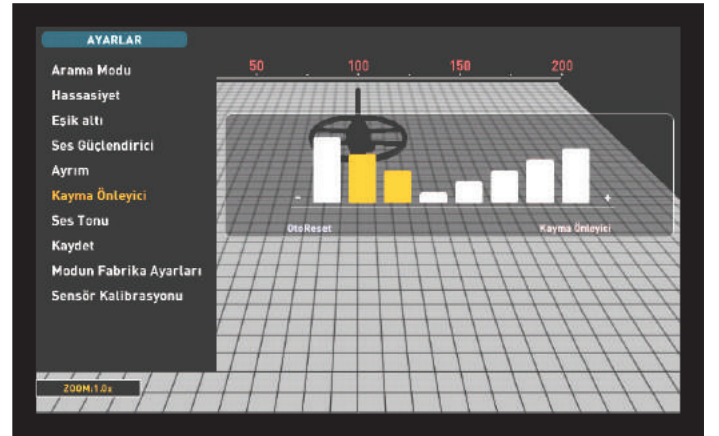 AYARLAR
Arama Modu
Hassasiyet
Eşik altı
Ses Güçlendirici
Ayrım
Kayma Önleyici
Ses Tonu
Kaydet
Modun Fabrika Ayarları
Sensör Kalibrasyonu
50 100 150 200
- +
OtoReset Kayma Önleyici
ZOOM:1.0x